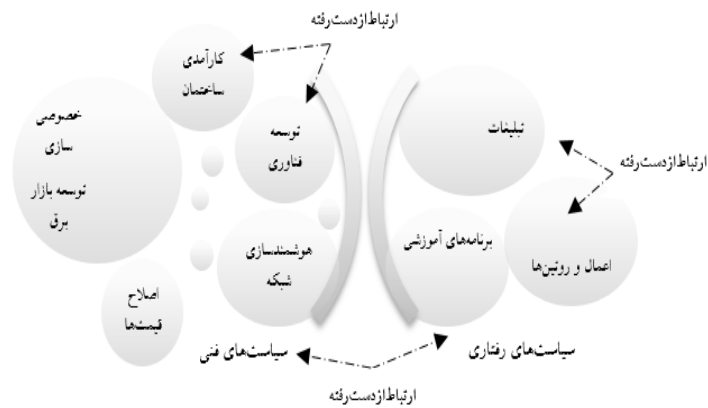 ارتباط‌ازدست‌رفته
کارآمدی
ساختمان
خصوصی
سازی
توسعه بازار
برق
توسعه
فناوری
تبلیغات
ارتباط‌ازدست‌رفته
هوشمندسازی
شبکه
برنامه‌های آموزشی
اعمال و روتین‌ها
اصلاح
قیمت‌ها
سیاست‌های رفتاری
سیاست‌های فنی
ارتباط‌ازدست‌رفته